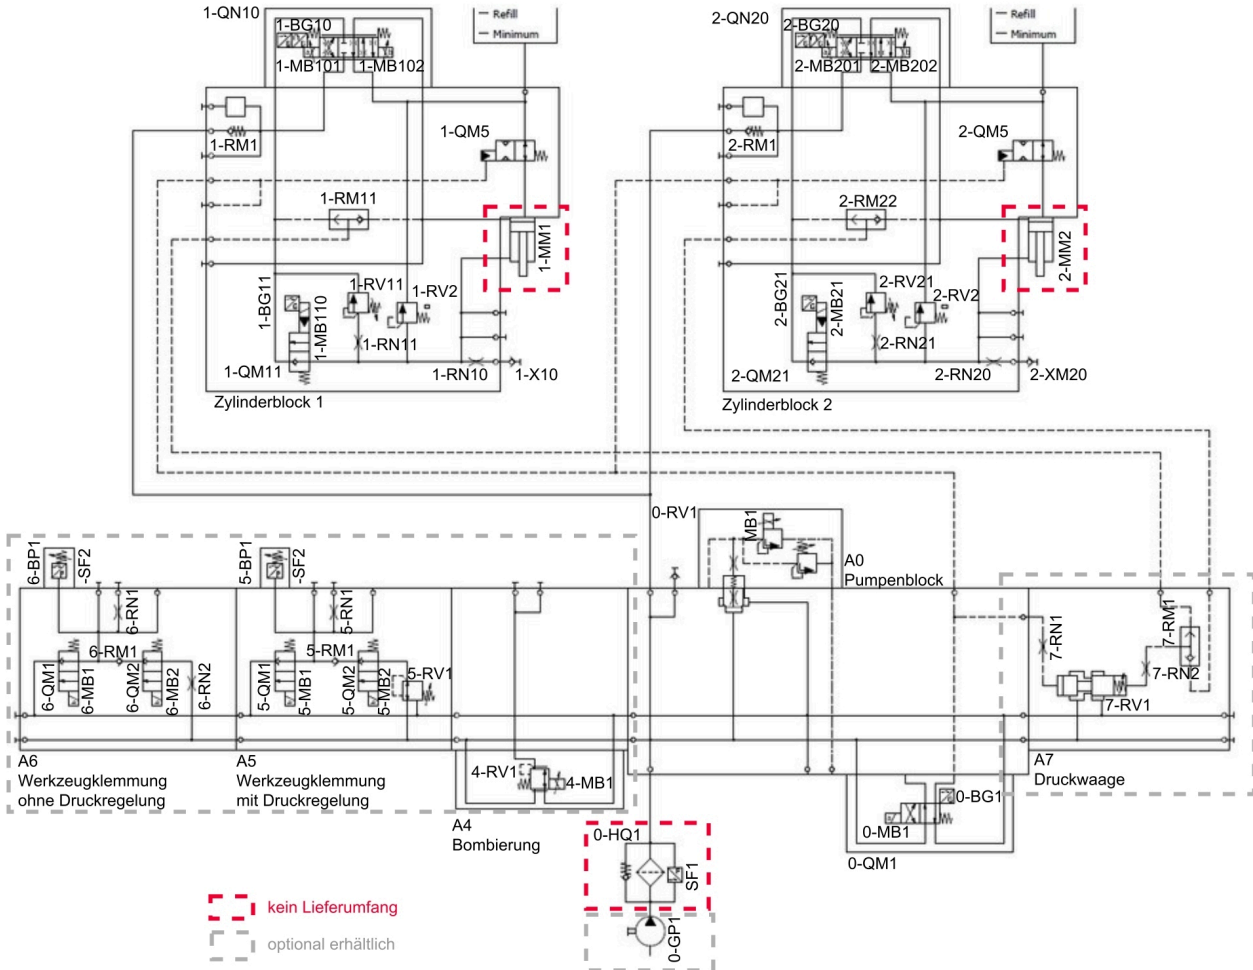 1-QN10
Refill
Minimum
1-BG10
1-MB101
1-MB102
1-RM1
1-QM5
1-RM11
1-MM1
1-BG11
1-MB110
1-RV11
1-RV2
1-RN11
1-QM11
1-RN10
1-X10
Zylinderblock 1
2-QN20
Refill
Minimum
2-BG20
2-MB201
2-MB202
2-RM1
2-QM5
2-RM22
2-MM2
2-BG21
2-MB21
2-RV21
2-RV2
2-RN21
2-QM21
2-RN20
2-XM20
Zylinderblock 2
0-RV1
MB1
A0
Pumpenblock
6-BP1
-SF2
6-RN1
6-RM1
6-QM1
6-MB1
6-QM2
6-MB2
6-RN2
A6
Werkzeugklemmung
ohne Druckregelung
5-BP1
-SF2
5-RN1
5-RM1
5-QM1
5-MB1
5-QM2
5-MB2
5-RV1
A5
Werkzeugklemmung
mit Druckregelung
4-RV1
4-MB1
A4
Bombierung
7-RN1
7-RM1
7-RN2
7-RV1
A7
Druckwaage
0-BG1
0-MB1
0-QM1
0-HQ1
SF1
0-GP1
kein Lieferumfang
optional erhältlich